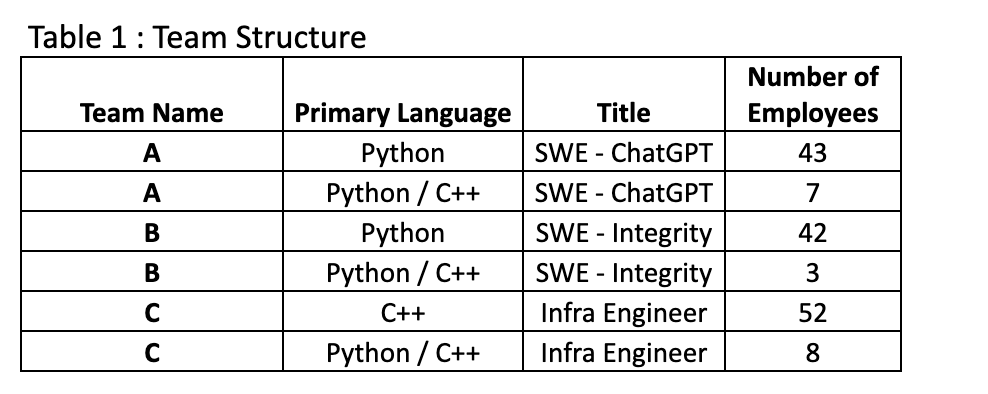 Table 1 : Team Structure
Team Name Primary Language Title Number of Employees
A Python SWE - ChatGPT 43
A Python / C++ SWE - ChatGPT 7
B Python SWE - Integrity 42
B Python / C++ SWE - Integrity 3
C C++ Infra Engineer 52
C Python / C++ Infra Engineer 8